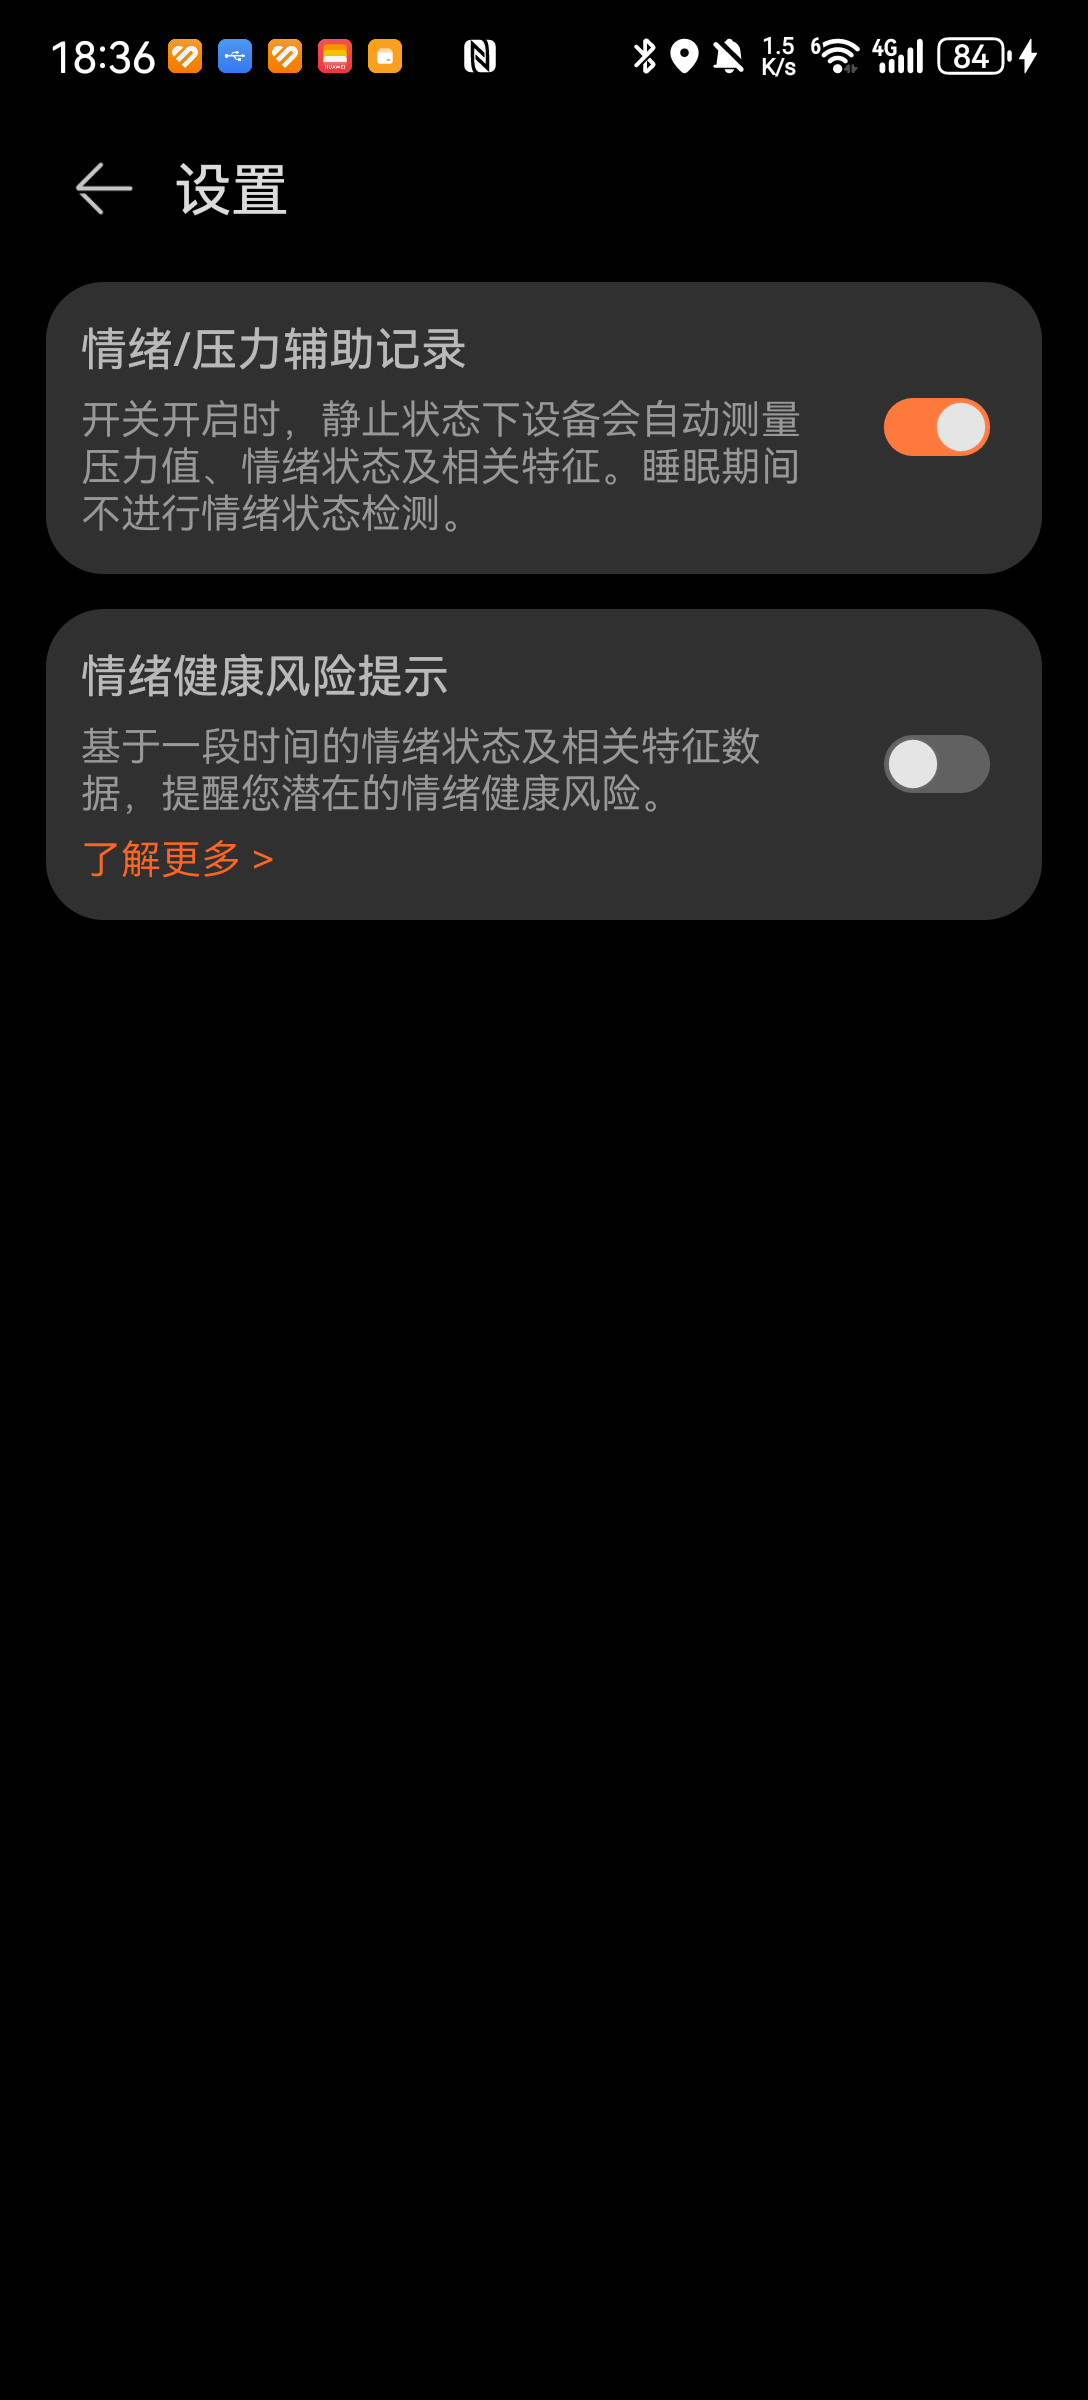 18:36
HUAWEI
1.5
K/s
6
4G
84
设置
情绪/压力辅助记录
开关开启时，静止状态下设备会自动测量
压力值、情绪状态及相关特征。睡眠期间
不进行情绪状态检测。
情绪健康风险提示
基于一段时间的情绪状态及相关特征数
据，提醒您潜在的情绪健康风险。
了解更多 >